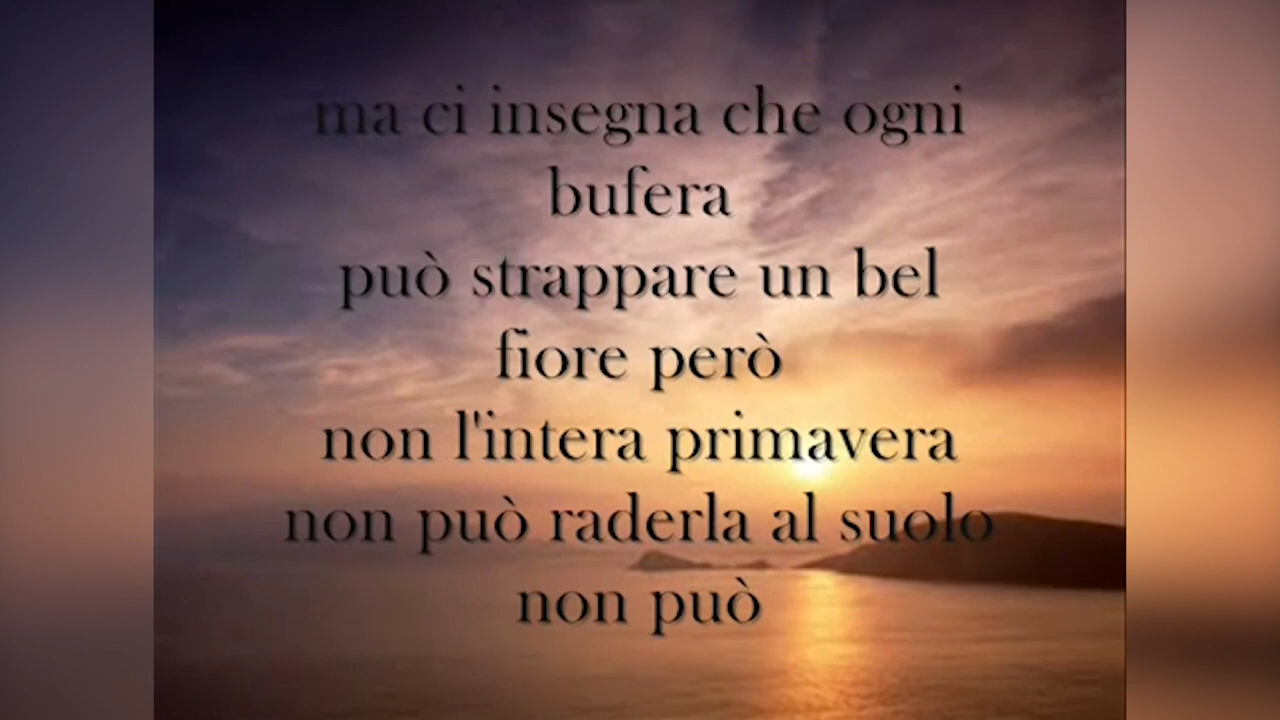 ma ci insegna che ogni
bufera
può strappare un bel
fiore però
non l'intera primavera
non può raderla al suolo
non può